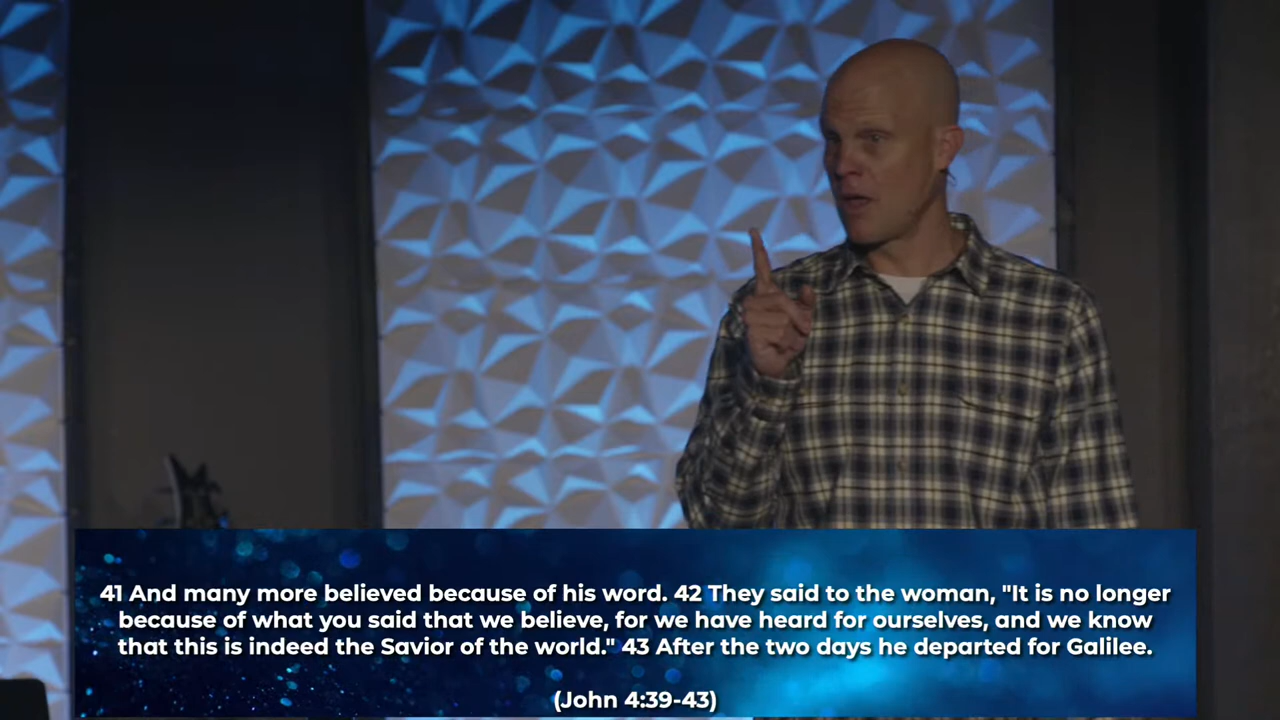 41 And many more believed because of his word. 42 They said to the woman, "It is no longer
because of what you said that we believe, for we have heard for ourselves, and we know
that this is indeed the Savior of the world." 43 After the two days he departed for Galilee.
(John 4:39-43)